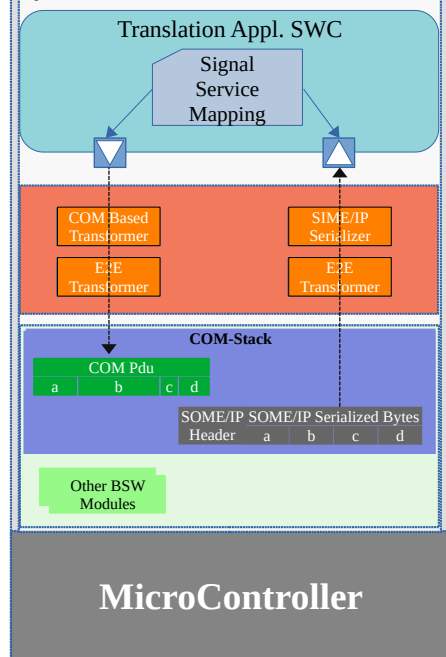 Translation Appl. SWC
Signal
Service
Mapping
COM Based
Transformer
SIME/IP
Serializer
E2E
Transformer
E2E
Transformer
COM-Stack
COM Pdu
a b c d
SOME/IP SOME/IP Serialized Bytes
Header a b c d
Other BSW
Modules
MicroController